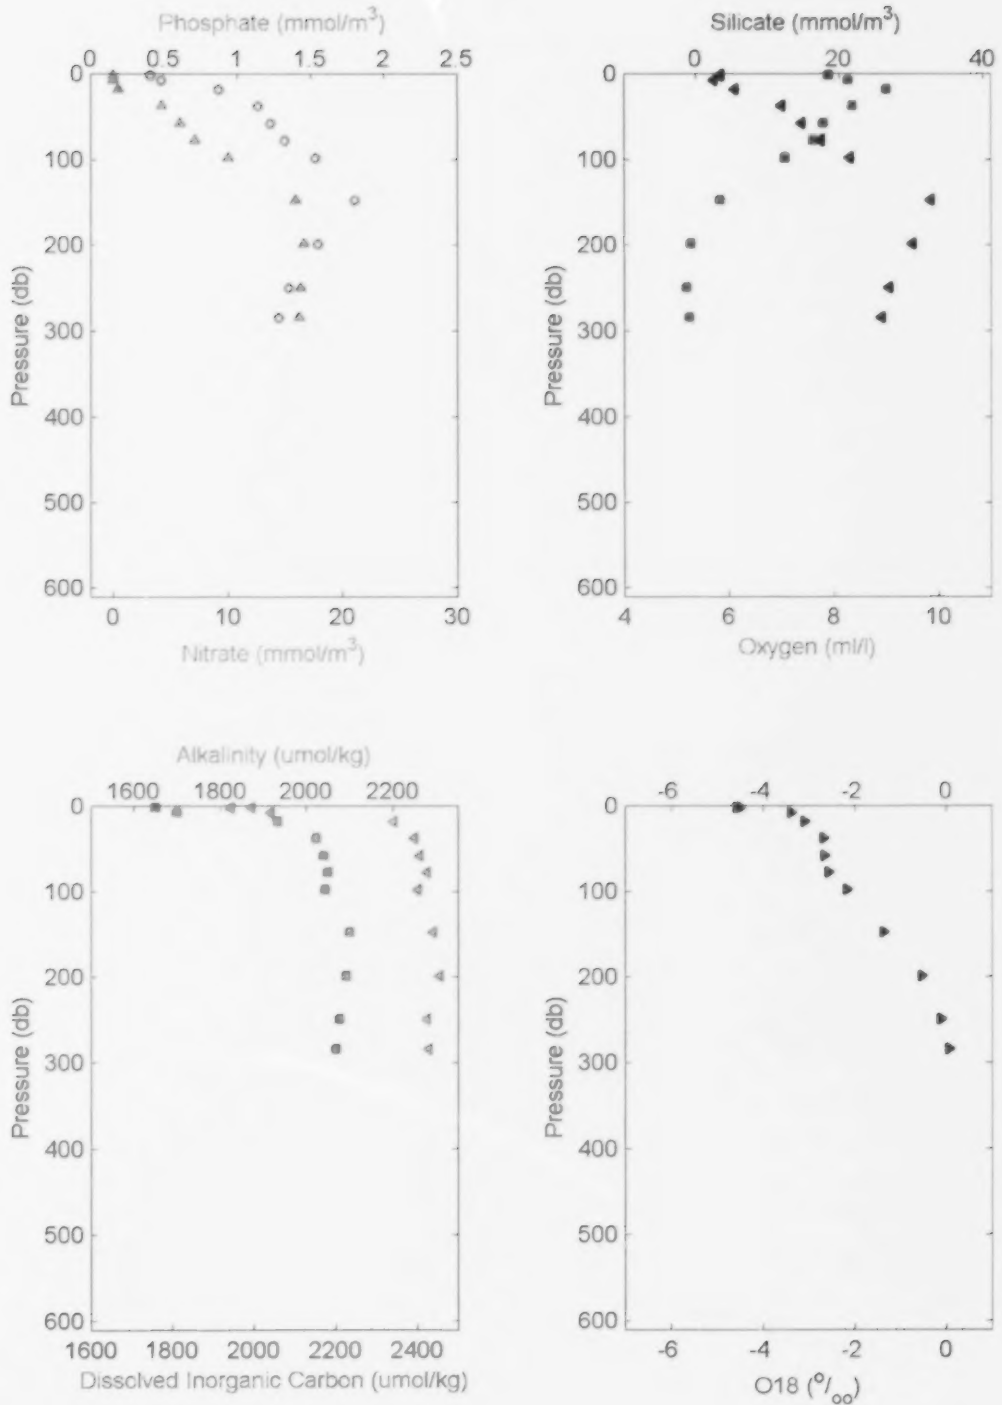 Phosphate (mmol/m³)
0 0.5 1 1.5 2 2.5
0
100
200
300
400
500
600
Pressure (db)
0 10 20 30
Nitrate (mmol/m³)
Silicate (mmol/m³)
0 20 40
0
100
200
300
400
500
600
Pressure (db)
4 6 8 10
Oxygen (ml/l)
Alkalinity (umol/kg)
1600 1800 2000 2200
0
100
200
300
400
500
600
Pressure (db)
1600 1800 2000 2200 2400
Dissolved Inorganic Carbon (umol/kg)
-6 -4 -2 0
0
100
200
300
400
500
600
Pressure (db)
-6 -4 -2 0
O18 (º/ₒₒ)